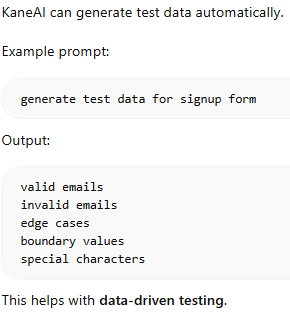 KaneAI can generate test data automatically.
Example prompt:
generate test data for signup form
Output:
valid emails
invalid emails
edge cases
boundary values
special characters
This helps with data-driven testing.